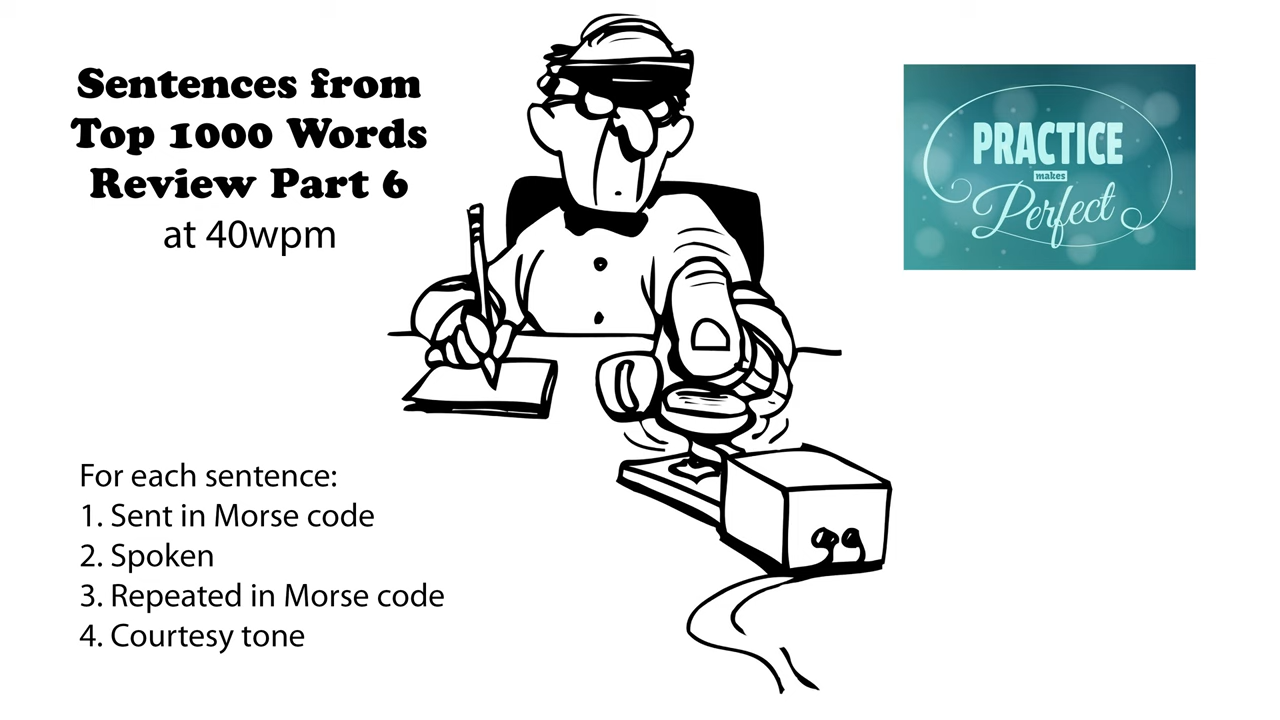 Sentences from
Top 1000 Words
Review Part 6
at 40wpm
PRACTICE
makes
Perfect
For each sentence:
1. Sent in Morse code
2. Spoken
3. Repeated in Morse code
4. Courtesy tone